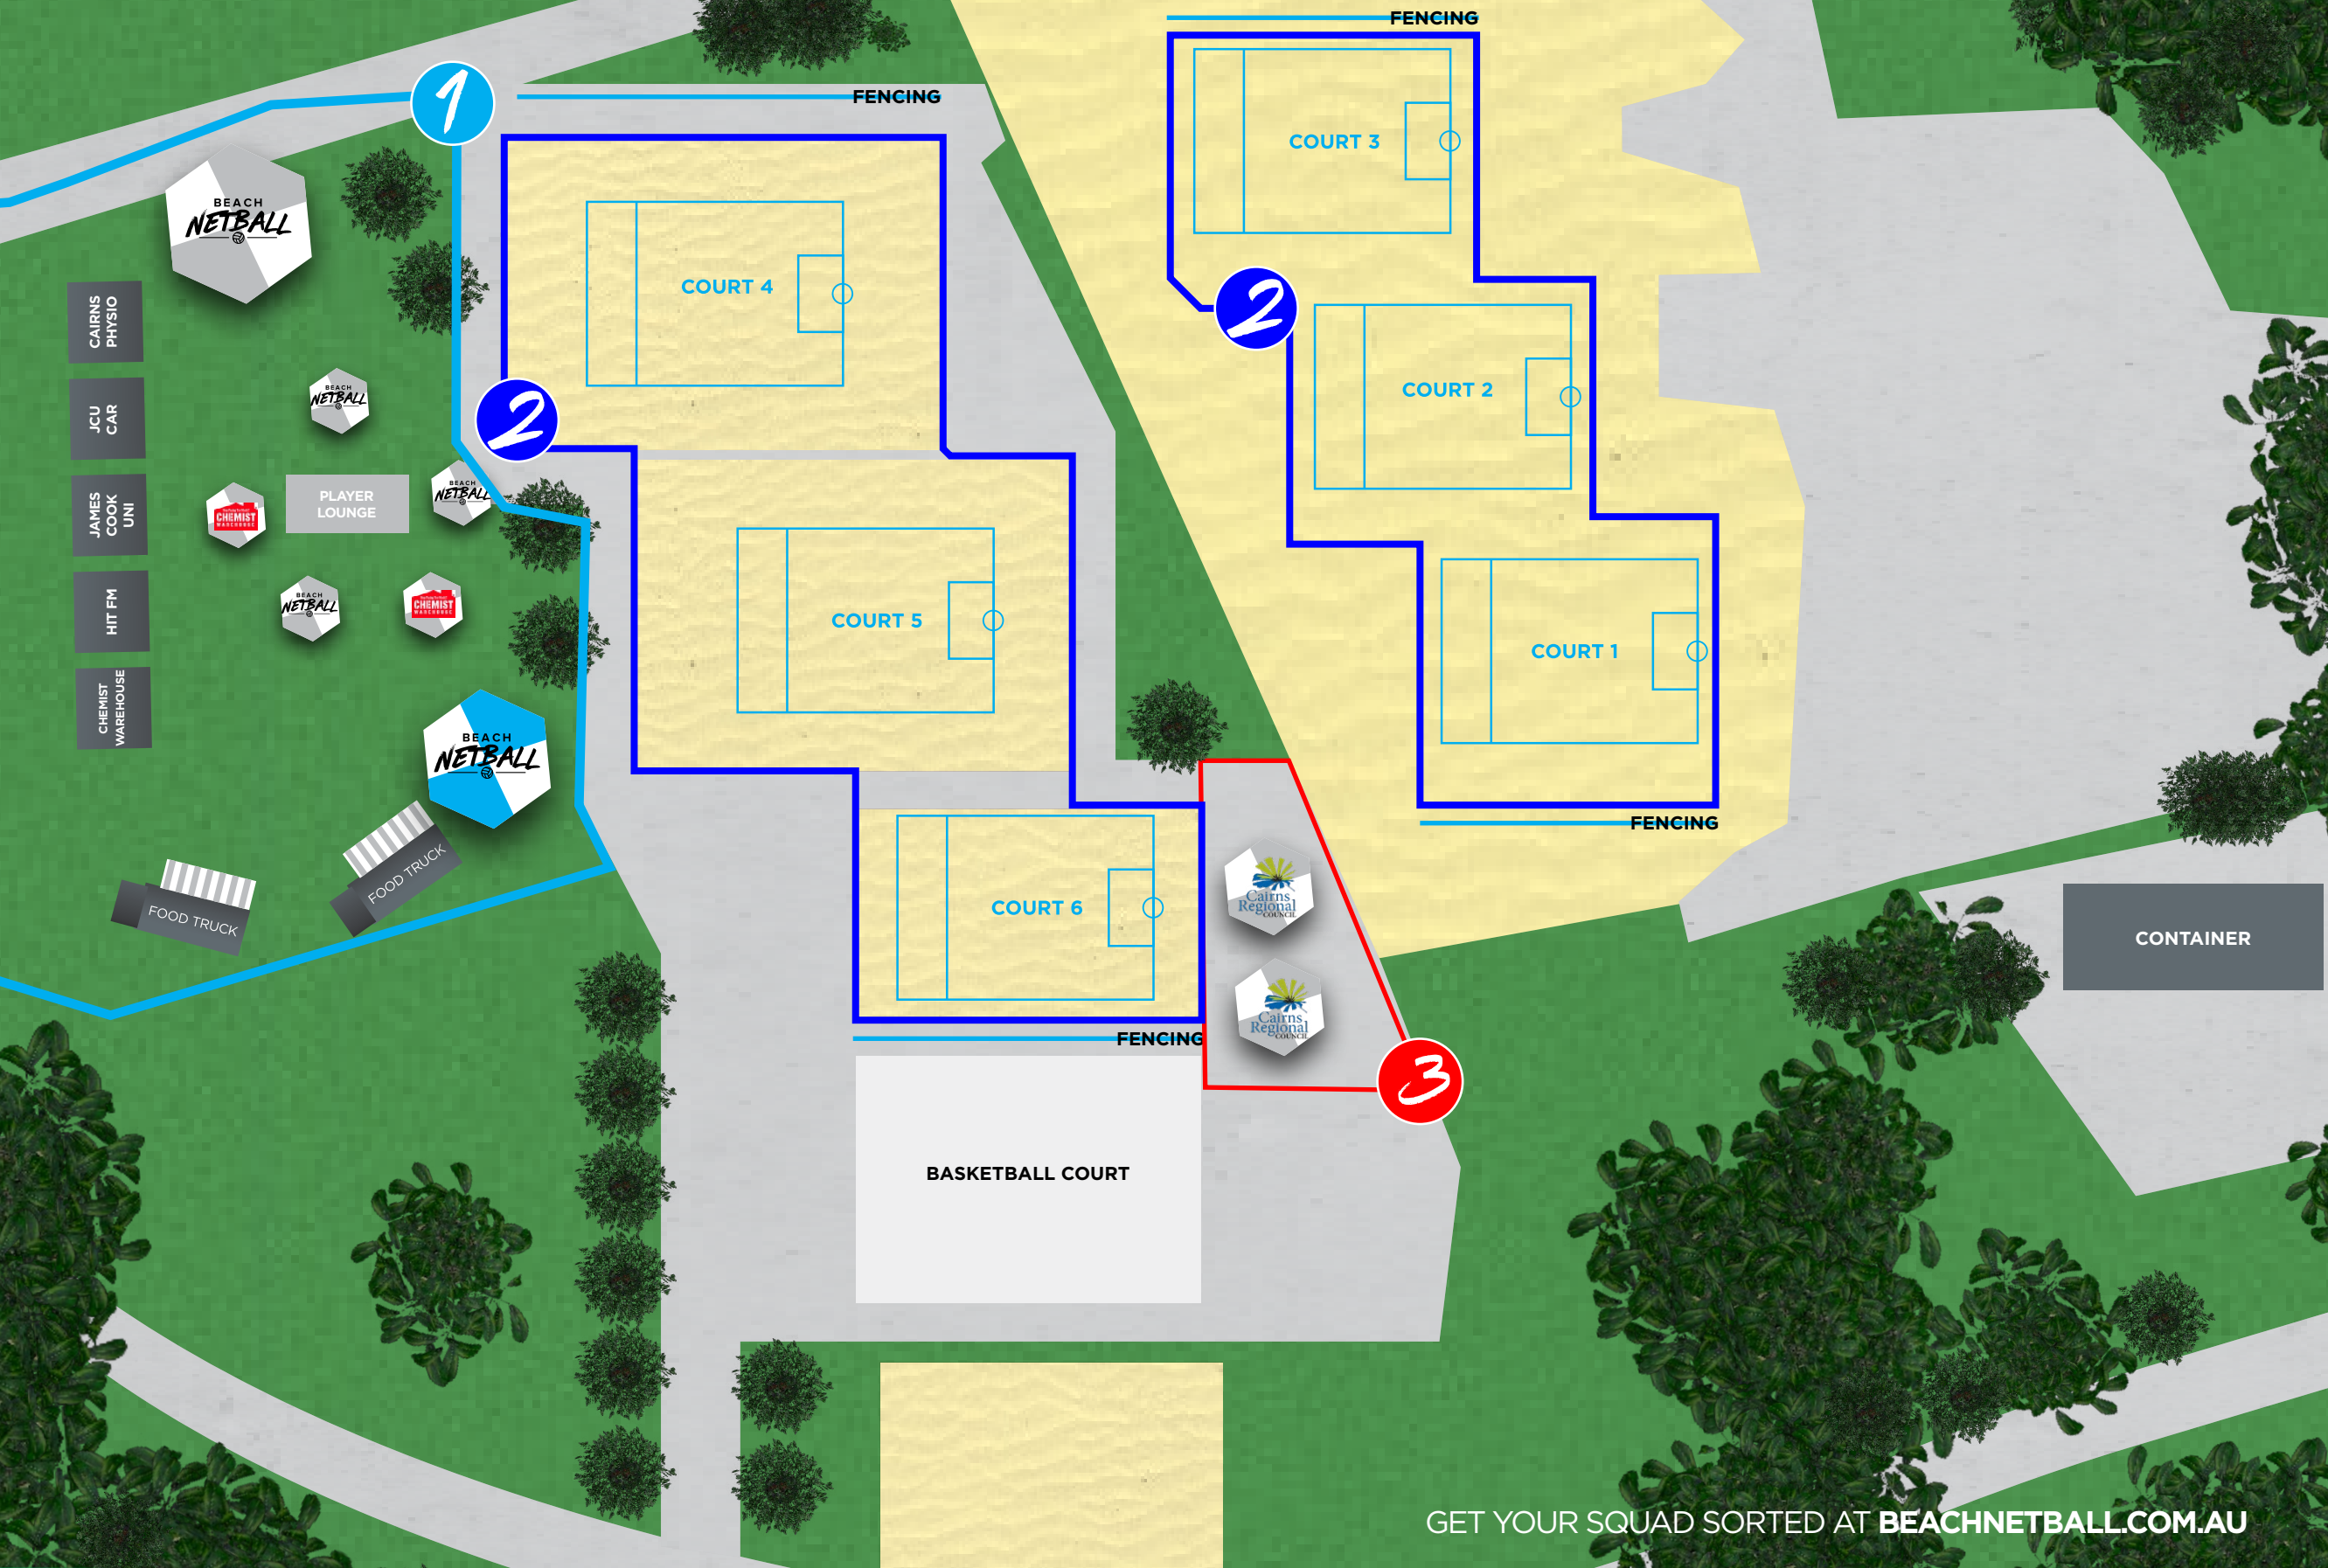 FENCING
1
FENCING
COURT 3
BEACH
NETBALL
COURT 4
2
COURT 2
CAIRNS
PHYSIO
JCU
CAR
BEACH
NETBALL
2
JAMES
COOK
UNI
CHEMIST
WAREHOUSE
PLAYER
LOUNGE
BEACH
NETBALL
HIT FM
BEACH
NETBALL
CHEMIST
WAREHOUSE
COURT 5
COURT 1
CHEMIST
WAREHOUSE
BEACH
NETBALL
FENCING
FOOD TRUCK
FOOD TRUCK
COURT 6
Cairns
Regional
COUNCIL
CONTAINER
Cairns
Regional
COUNCIL
FENCING
3
BASKETBALL COURT
GET YOUR SQUAD SORTED AT BEACHNETBALL.COM.AU